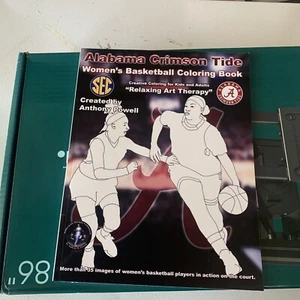 Alabama Crimson Tide
Women's Basketball Coloring Book
Creative Coloring for Kids and Adults
"Relaxing Art Therapy"
SEC
Created by
Anthony Powell
More than 35 images of women's basketball players in action on the court.
86"